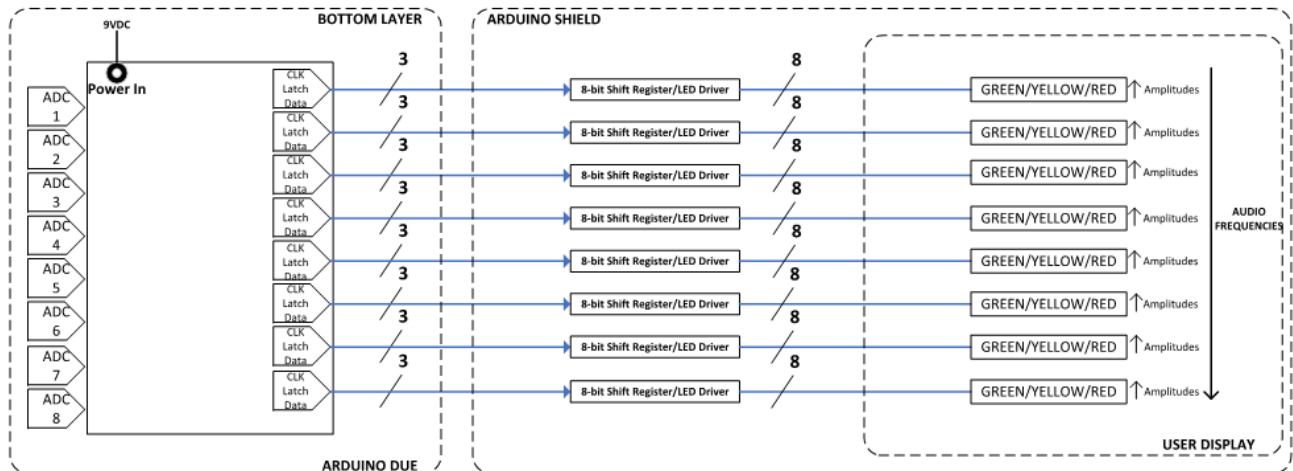 BOTTOM LAYER
ARDUINO SHIELD
9VDC
Power In
ADC
1
ADC
2
ADC
3
ADC
4
ADC
5
ADC
6
ADC
7
ADC
8
CLK
Latch
Data
CLK
Latch
Data
CLK
Latch
Data
CLK
Latch
Data
CLK
Latch
Data
CLK
Latch
Data
CLK
Latch
Data
CLK
Latch
Data
3
3
3
3
3
3
3
3
8-bit Shift Register/LED Driver
8-bit Shift Register/LED Driver
8-bit Shift Register/LED Driver
8-bit Shift Register/LED Driver
8-bit Shift Register/LED Driver
8-bit Shift Register/LED Driver
8-bit Shift Register/LED Driver
8-bit Shift Register/LED Driver
8
8
8
8
8
8
8
8
GREEN/YELLOW/RED Amplitudes
GREEN/YELLOW/RED Amplitudes
GREEN/YELLOW/RED Amplitudes
GREEN/YELLOW/RED Amplitudes
GREEN/YELLOW/RED Amplitudes
GREEN/YELLOW/RED Amplitudes
GREEN/YELLOW/RED Amplitudes
GREEN/YELLOW/RED Amplitudes
AUDIO
FREQUENCIES
USER DISPLAY
ARDUINO DUE